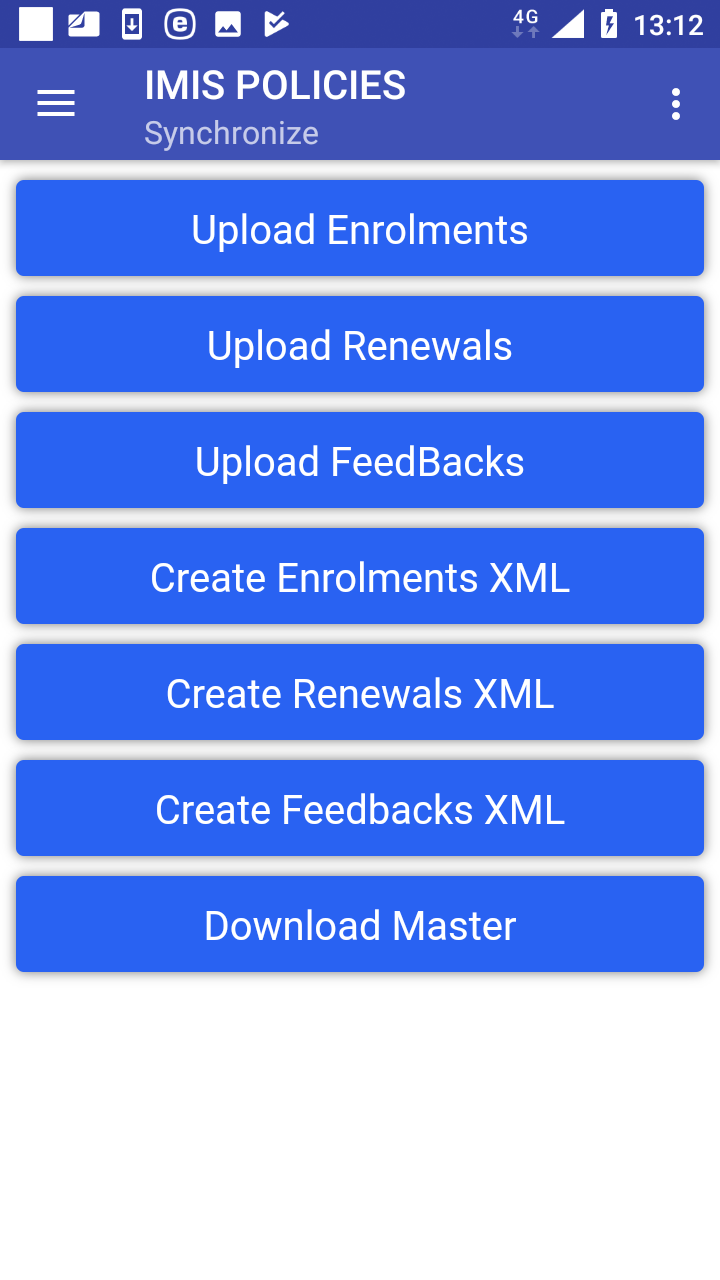 4G 13:12
IMIS POLICIES
Synchronize
Upload Enrolments
Upload Renewals
Upload FeedBacks
Create Enrolments XML
Create Renewals XML
Create Feedbacks XML
Download Master